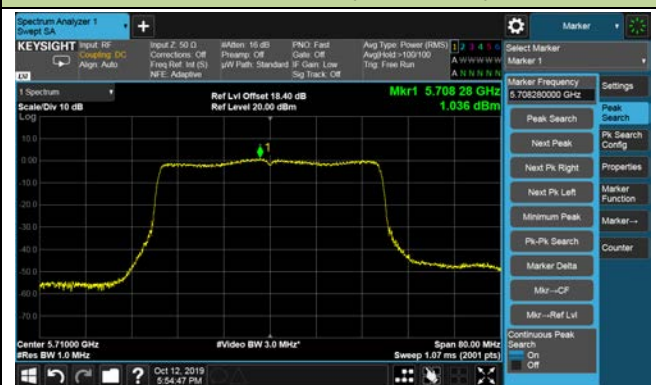 Spectrum Analyzer 1
Swept SA
Marker
KEYSIGHT
Input: RF
Coupling: DC
Align: Auto
Input Z: 50 Ω
Corrections: Off
Freq Ref: Int (S)
NFE: Adaptive
#Atten: 16 dB
Preamp: Off
µW Path: Standard
PNO: Fast
Gate: Off
IF Gain: Low
Sig Track: Off
Avg Type: Power (RMS)
Avg|Hold:>100/100
Trig: Free Run
1 2 3 4 5 6
A W W W W W
A N N N N N
Select Marker
Marker 1
LXI
1 Spectrum
Scale/Div 10 dB
Log
Ref Lvl Offset 18.40 dB
Ref Level 20.00 dBm
Mkr1 5.708 28 GHz
1.036 dBm
10.0
0.00
-10.0
-20.0
-30.0
-40.0
-50.0
-60.0
-70.0
1
Center 5.71000 GHz
#Res BW 1.0 MHz
#Video BW 3.0 MHz*
Span 80.00 MHz
Sweep 1.07 ms (2001 pts)
Marker Frequency
5.708280000 GHz
Peak Search
Next Peak
Next Pk Right
Next Pk Left
Minimum Peak
Pk-Pk Search
Marker Delta
Mkr→CF
Mkr→Ref Lvl
Continuous Peak
Search
On
Off
Settings
Peak
Search
Pk Search
Config
Properties
Marker
Function
Marker→
Counter
?
Oct 12, 2019
5:54:47 PM